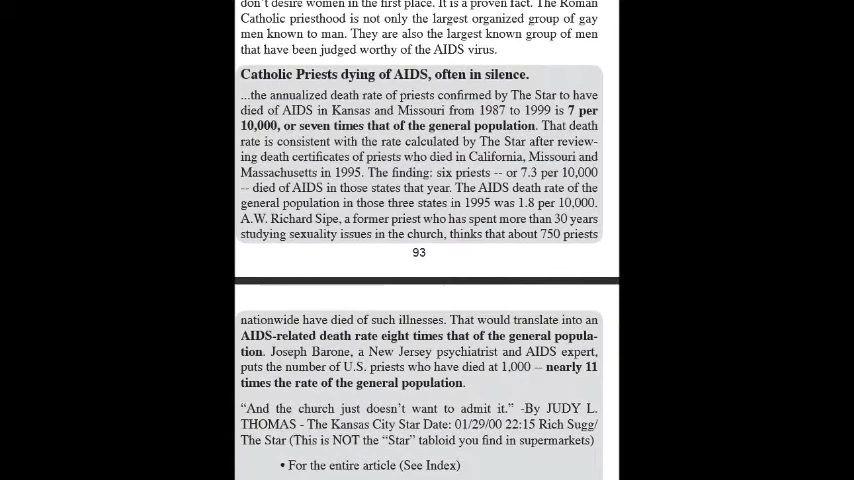 don't desire women in the first place. It is a proven fact. The Roman
Catholic priesthood is not only the largest organized group of gay
men known to man. They are also the largest known group of men
that have been judged worthy of the AIDS virus.
Catholic Priests dying of AIDS, often in silence.
...the annualized death rate of priests confirmed by The Star to have
died of AIDS in Kansas and Missouri from 1987 to 1999 is 7 per
10,000, or seven times that of the general population. That death
rate is consistent with the rate calculated by The Star after review-
ing death certificates of priests who died in California, Missouri and
Massachusetts in 1995. The finding: six priests -- or 7.3 per 10,000
-- died of AIDS in those states that year. The AIDS death rate of the
general population in those three states in 1995 was 1.8 per 10,000.
A.W. Richard Sipe, a former priest who has spent more than 30 years
studying sexuality issues in the church, thinks that about 750 priests
93
nationwide have died of such illnesses. That would translate into an
AIDS-related death rate eight times that of the general popula-
tion. Joseph Barone, a New Jersey psychiatrist and AIDS expert,
puts the number of U.S. priests who have died at 1,000 -- nearly 11
times the rate of the general population.
“And the church just doesn't want to admit it.” -By JUDY L.
THOMAS - The Kansas City Star Date: 01/29/00 22:15 Rich Sugg/
The Star (This is NOT the “Star” tabloid you find in supermarkets)
• For the entire article (See Index)